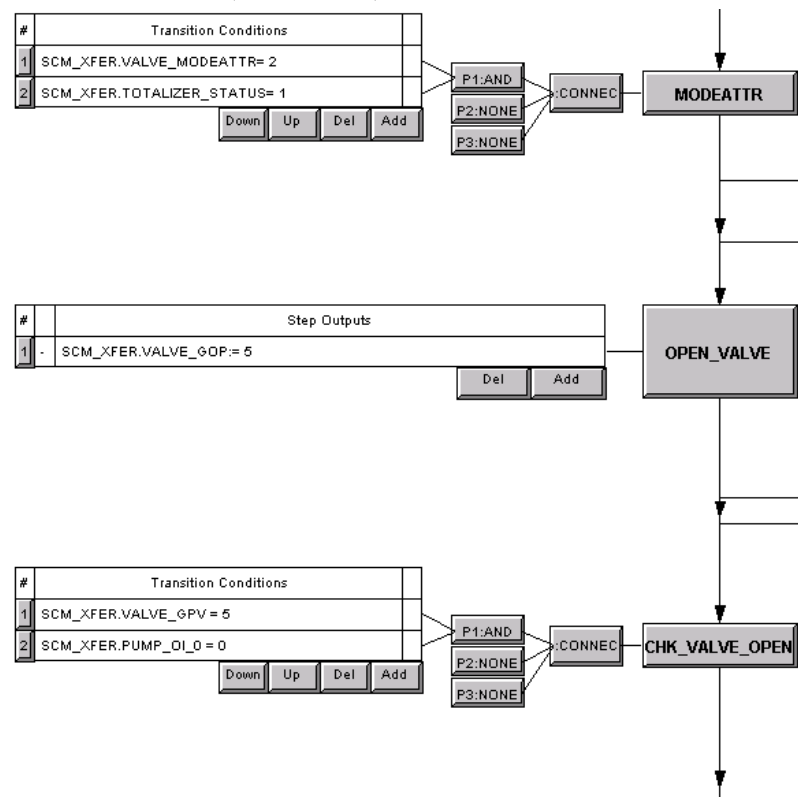 # Transition Conditions
1 SCM_XFER.VALVE_MODEATTR= 2
2 SCM_XFER.TOTALIZER_STATUS= 1
Down Up Del Add
P1:AND
P2:NONE
P3:NONE
:CONNEC
MODEATTR
# Step Outputs
1 - SCM_XFER.VALVE_GOP:= 5
Del Add
OPEN_VALVE
# Transition Conditions
1 SCM_XFER.VALVE_GPV = 5
2 SCM_XFER.PUMP_OI_0 = 0
Down Up Del Add
P1:AND
P2:NONE
P3:NONE
:CONNEC
CHK_VALVE_OPEN